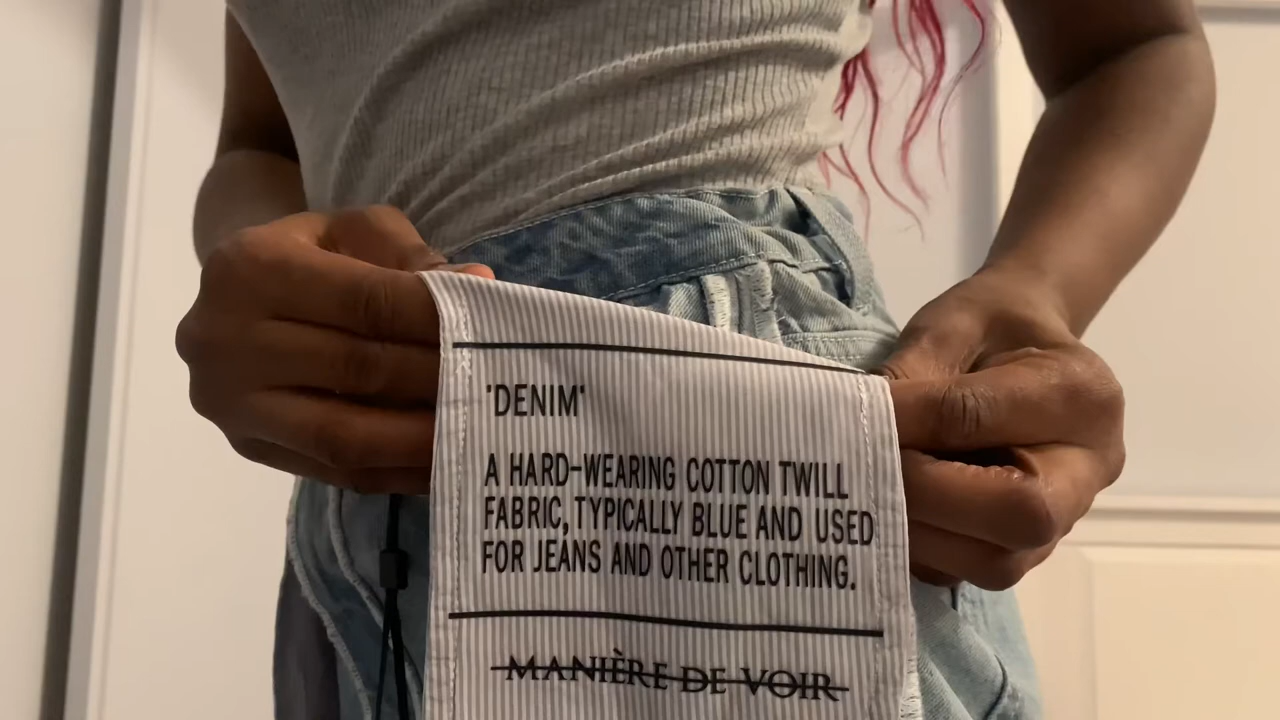 'DENIM'
A HARD-WEARING COTTON TWILL
FABRIC, TYPICALLY BLUE AND USED
FOR JEANS AND OTHER CLOTHING.
MANIÈRE DE VOIR